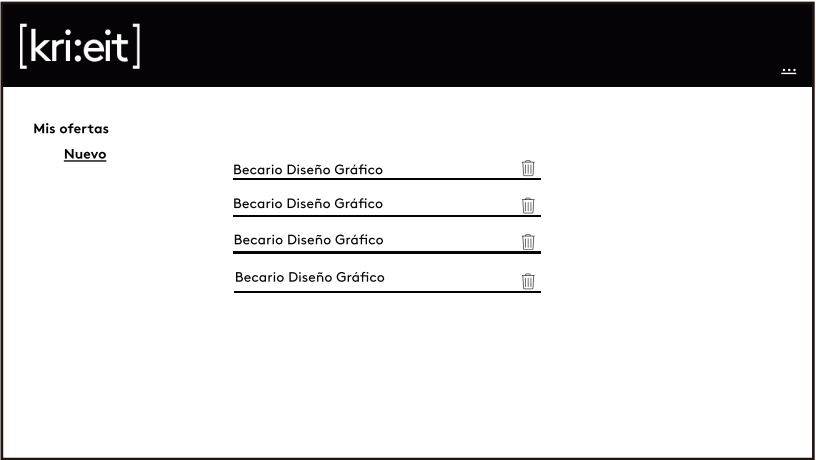 [kri:eit]
...
Mis ofertas
Nuevo
Becario Diseño Gráfico
Becario Diseño Gráfico
Becario Diseño Gráfico
Becario Diseño Gráfico